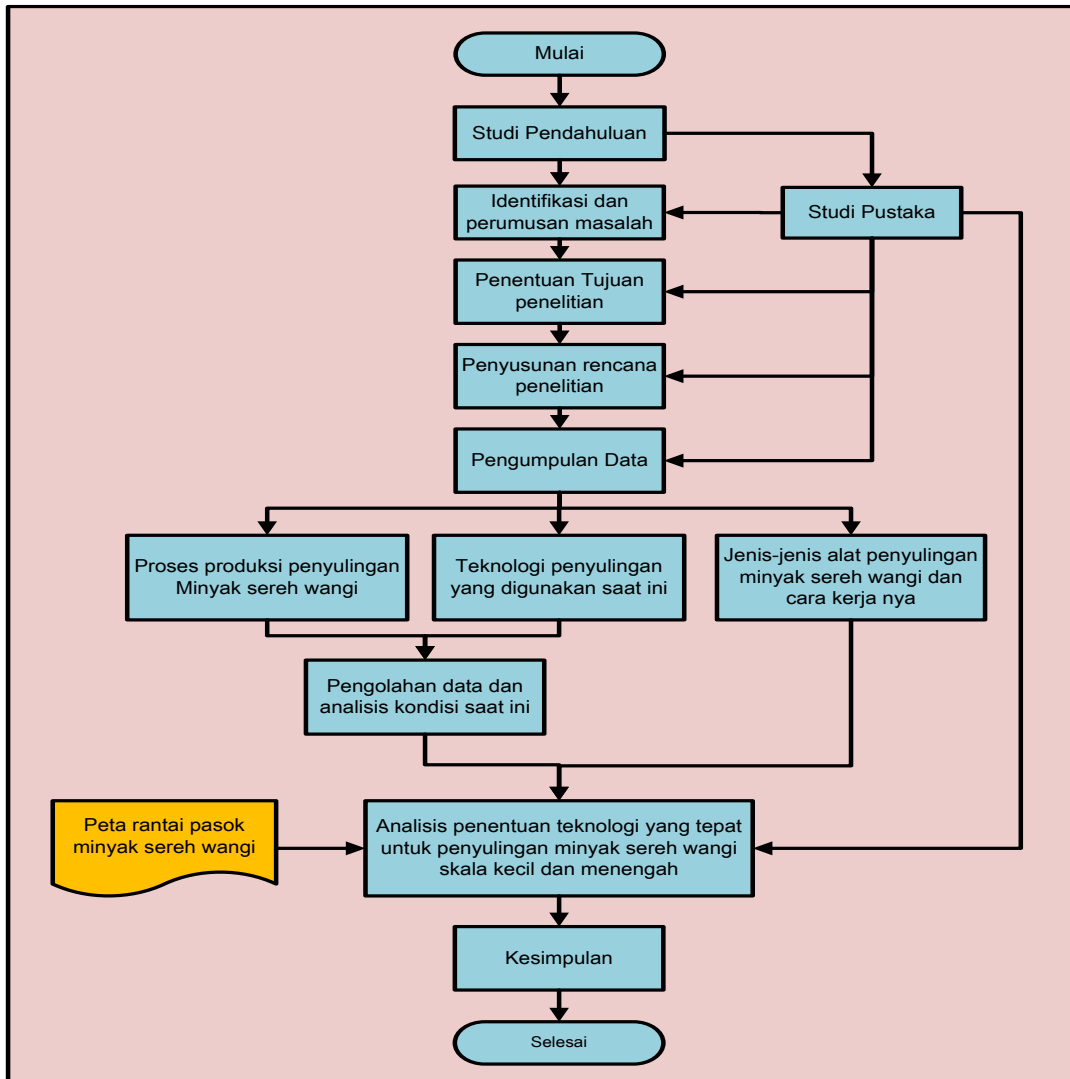 Mulai
Studi Pendahuluan
Identifikasi dan
perumusan masalah
Studi Pustaka
Penentuan Tujuan
penelitian
Penyusunan rencana
penelitian
Pengumpulan Data
Proses produksi penyulingan
Minyak sereh wangi
Teknologi penyulingan
yang digunakan saat ini
Jenis-jenis alat penyulingan
minyak sereh wangi dan
cara kerja nya
Pengolahan data dan
analisis kondisi saat ini
Peta rantai pasok
minyak sereh wangi
Analisis penentuan teknologi yang tepat
untuk penyulingan minyak sereh wangi
skala kecil dan menengah
Kesimpulan
Selesai